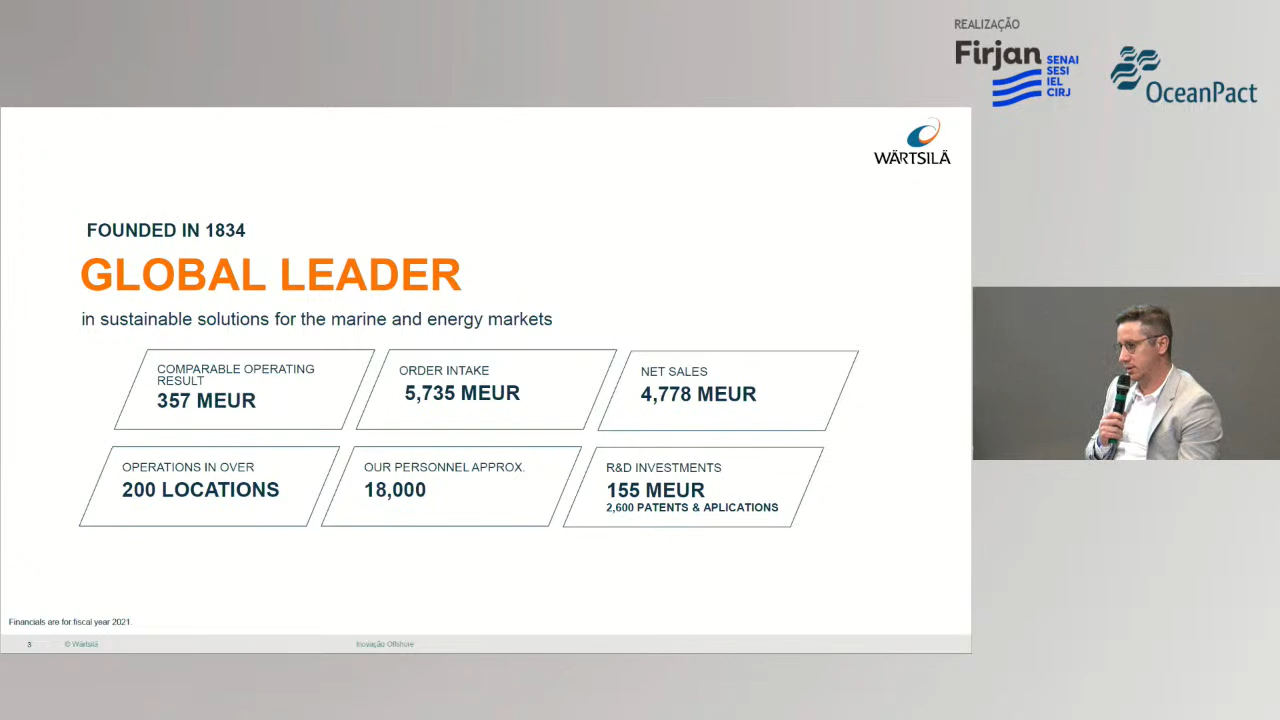 REALIZAÇÃO
Firjan
SENAI
SESI
IEL
CIRJ
OceanPact
WÄRTSILÄ
FOUNDED IN 1834
GLOBAL LEADER
in sustainable solutions for the marine and energy markets
COMPARABLE OPERATING
RESULT
357 MEUR
ORDER INTAKE
5,735 MEUR
NET SALES
4,778 MEUR
OPERATIONS IN OVER
200 LOCATIONS
OUR PERSONNEL APPROX.
18,000
R&D INVESTMENTS
155 MEUR
2,600 PATENTS & APLICATIONS
Financials are for fiscal year 2021.
3 © Wärtsilä Inovação Offshore